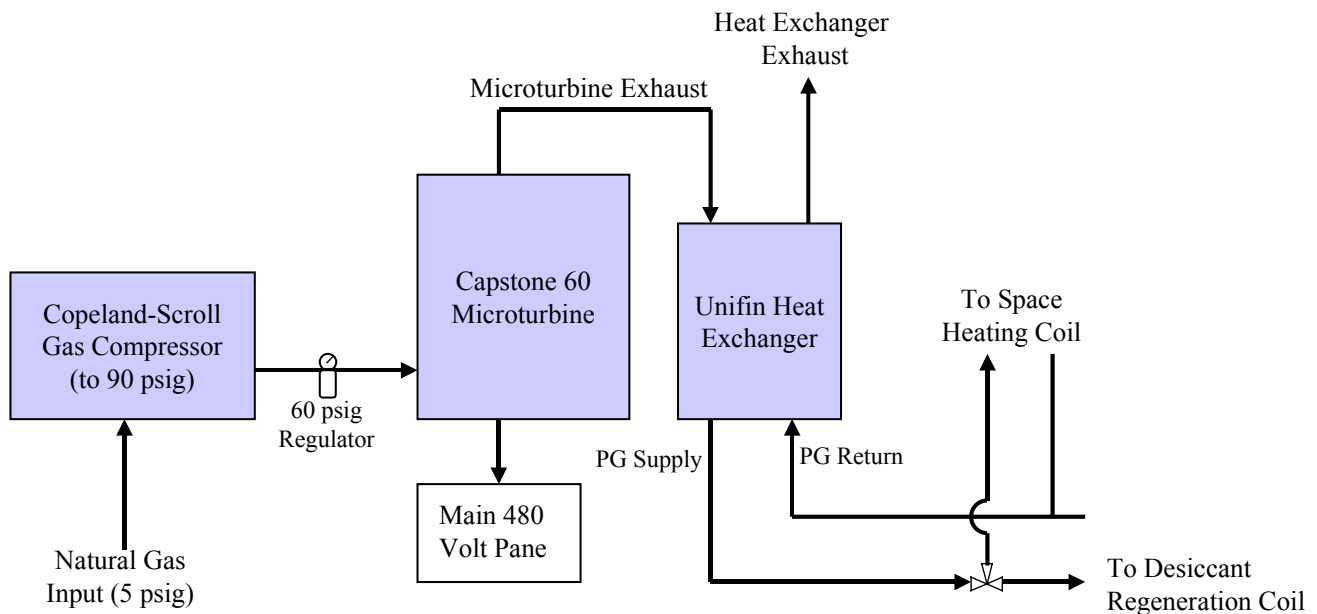 Heat Exchanger
Exhaust
Microturbine Exhaust
Copeland-Scroll
Gas Compressor
(to 90 psig)
60 psig
Regulator
Capstone 60
Microturbine
Unifin Heat
Exchanger
To Space
Heating Coil
PG Supply
PG Return
Main 480
Volt Pane
Natural Gas
Input (5 psig)
To Desiccant
Regeneration Coil